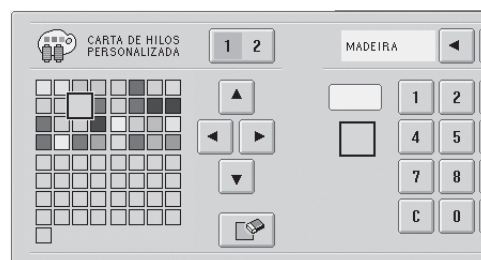 CARTA DE HILOS
PERSONALIZADA
1 2
MADEIRA
1 2
4 5
7 8
C 0